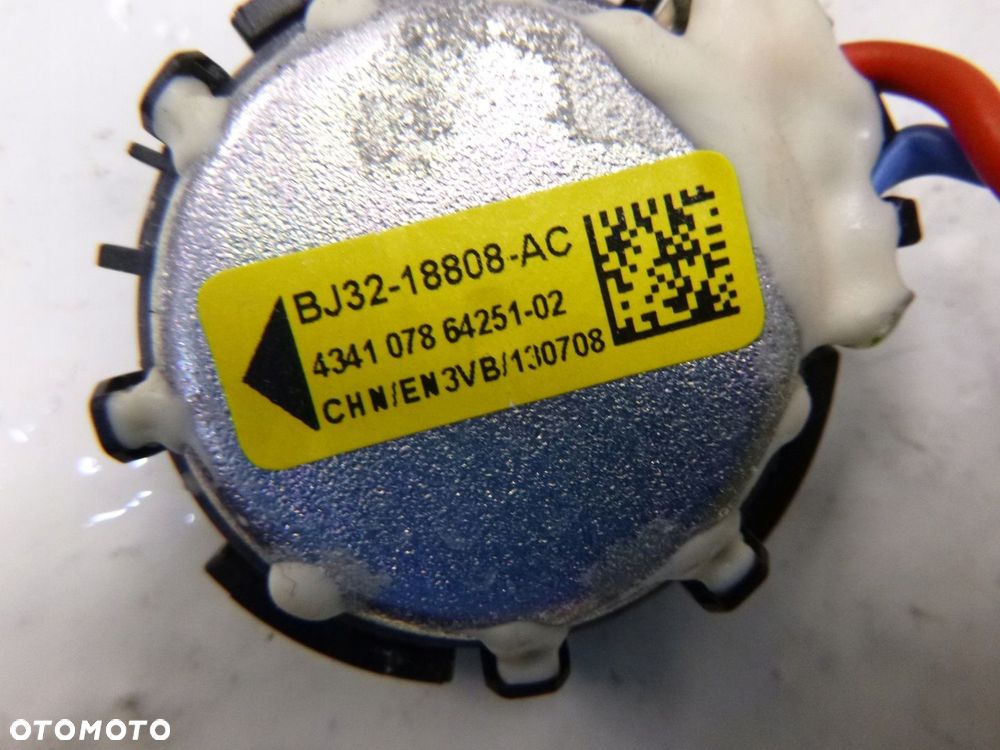 BJ32-18808-AC
4341 078 64251-02
CHN/EN3VB/130708
OTOMOTO